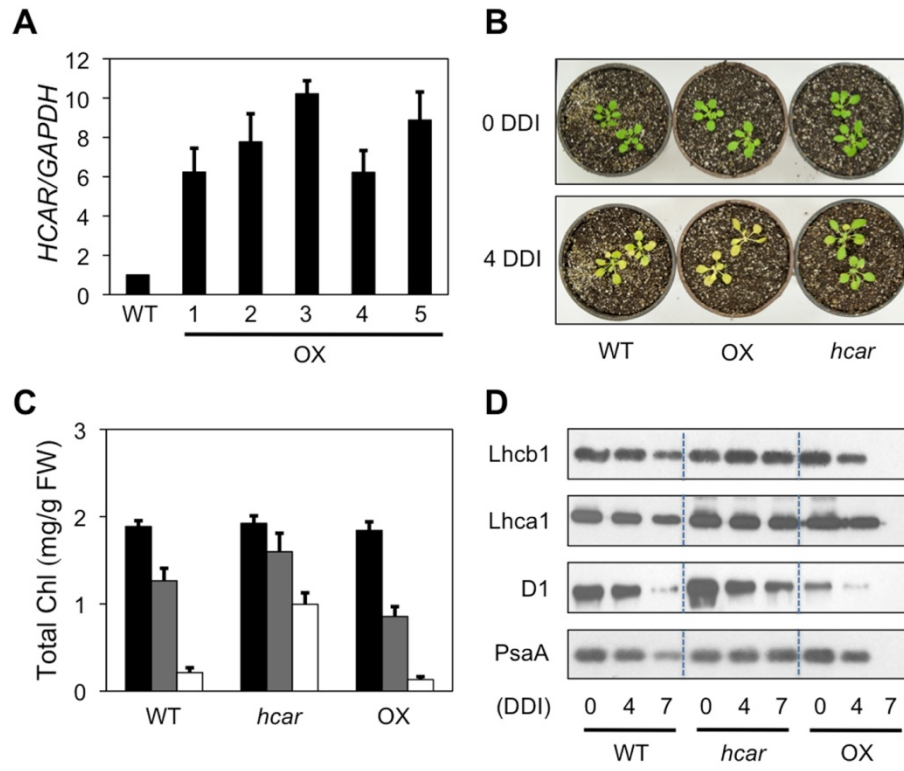 A
HCAR/GAPDH
12
10
8
6
4
2
0
WT
1 2 3 4 5
OX
B
0 DDI
4 DDI
WT OX hcar
C
Total Chl (mg/g FW)
3
2
1
0
WT hcar OX
D
Lhcb1
Lhca1
D1
PsaA
(DDI) 0 4 7 0 4 7 0 4 7
WT hcar OX